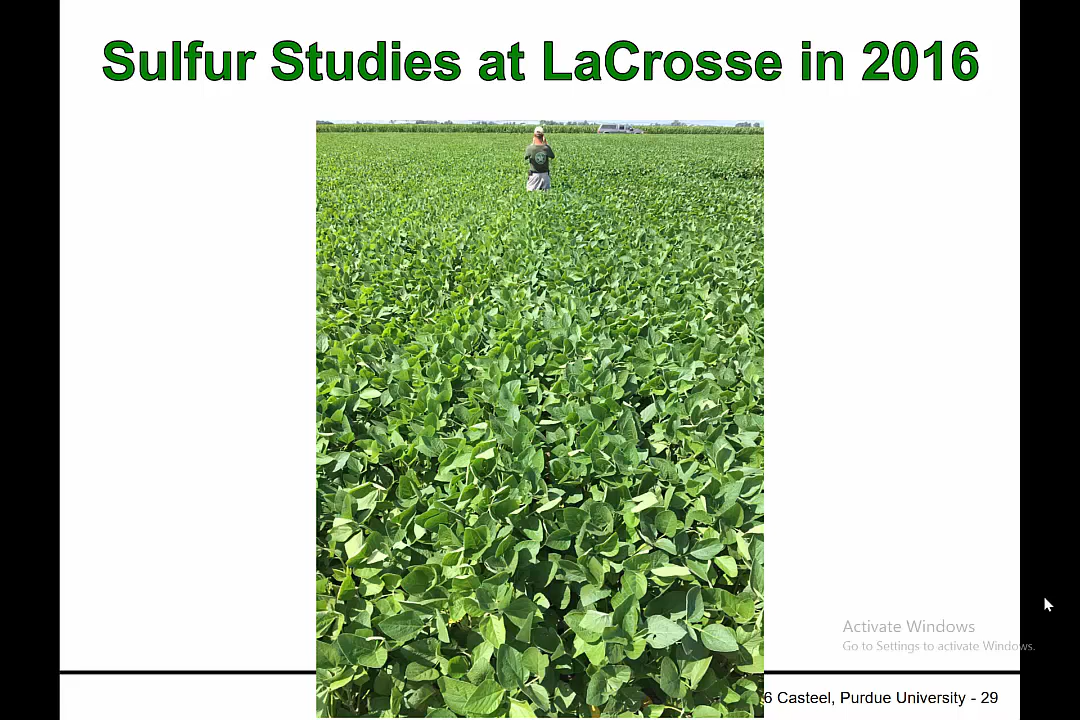 Sulfur Studies at LaCrosse in 2016
Activate Windows
Go to Settings to activate Windows.
6 Casteel, Purdue University - 29